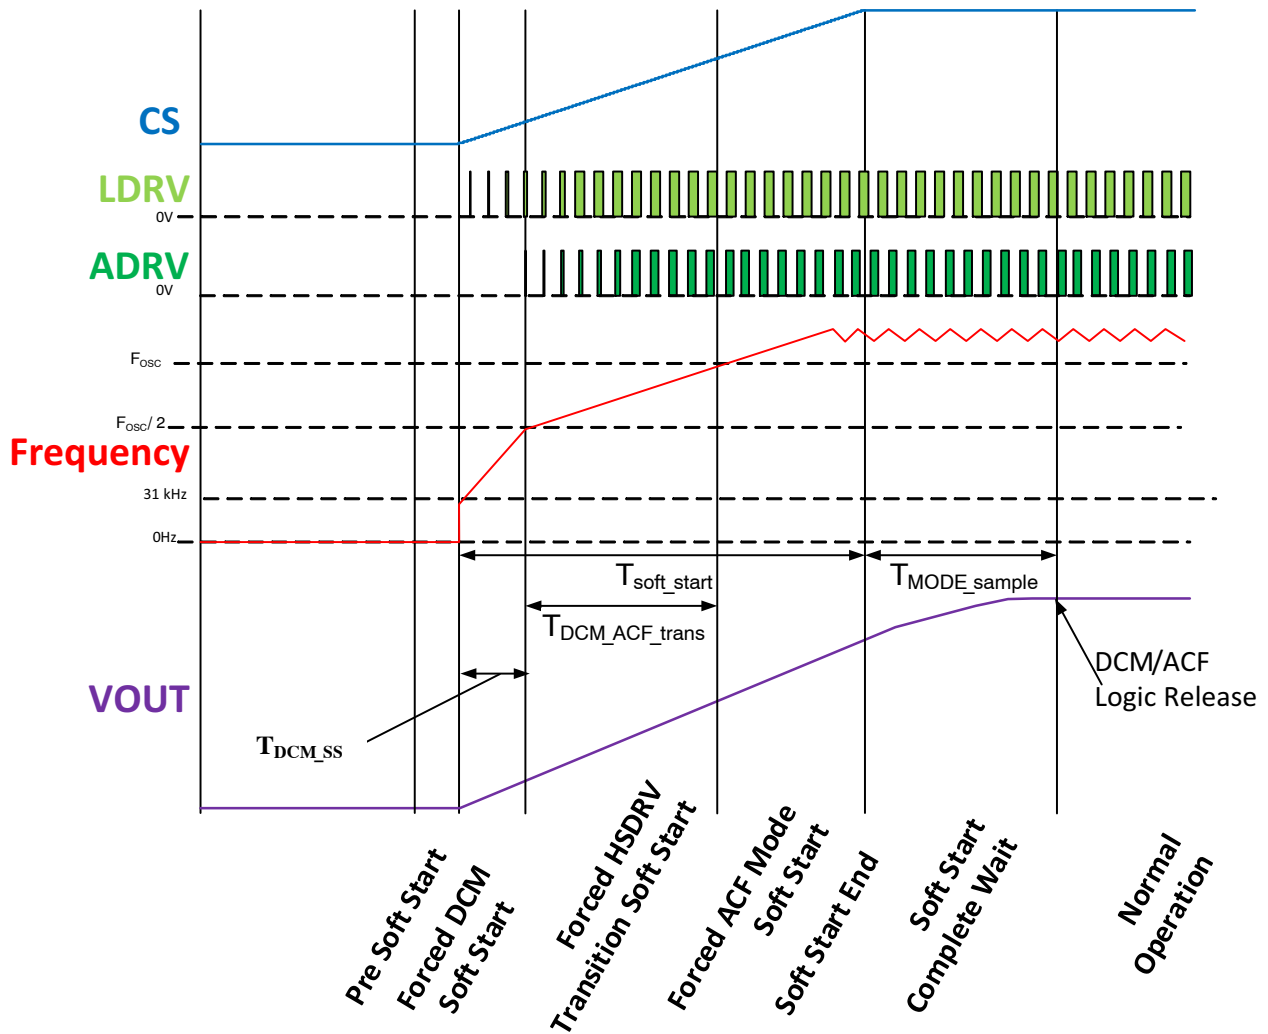 CS
LDRV
0V
ADRV
0V
FOSC
FOSC/ 2
Frequency
31 kHz
0Hz
Tsoft_start
TMODE_sample
TDCM_ACF_trans
DCM/ACF
Logic Release
VOUT
TDCM_SS
Pre Soft Start
Forced DCM
Soft Start
Forced HSDRV
Transition Soft Start
Forced ACF Mode
Soft Start
Soft Start End
Soft Start
Complete Wait
Normal
Operation